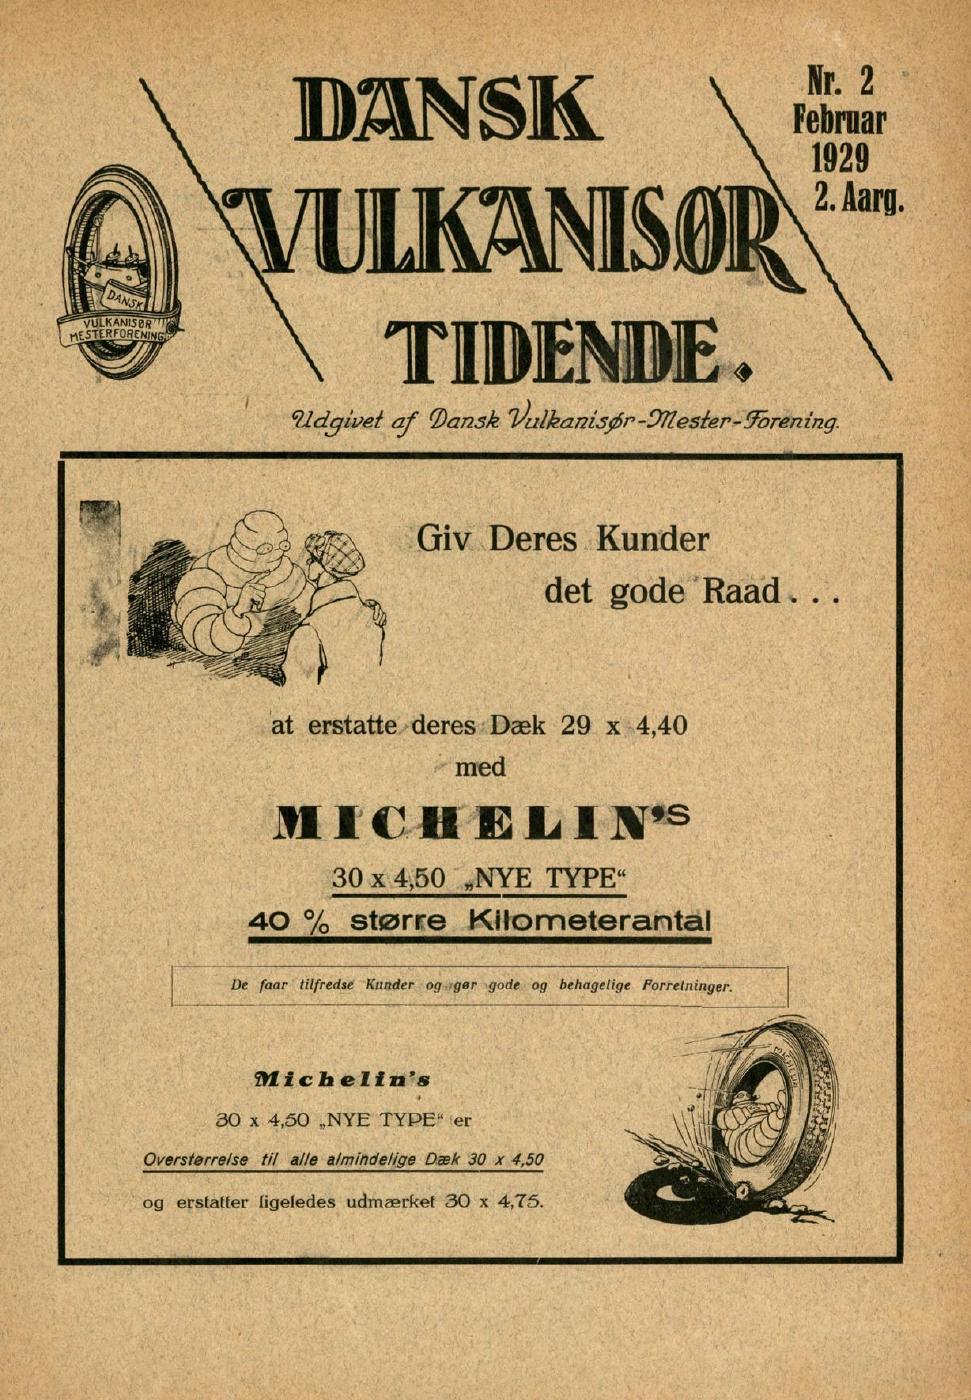 DANSK
VULKANISØR
TIDENDE.
Nr. 2
Februar
1929
2. Aarg.
DANSK
VULKANISØR
MESTERFORENING
Udgivet af Dansk Vulkanisør-Mester-Forening.
Giv Deres Kunder
det gode Raad . . .
at erstatte deres Dæk 29 x 4,40
med
MICHELIN's
30 x 4,50 „NYE TYPE“
40 % større Kilometerantal
De faar tilfredse Kunder og gør gode og behagelige Forretninger.
Michelin's
30 x 4,50 „NYE TYPE“ er
Overstørrelse til alle almindelige Dæk 30 x 4,50
og erstatter ligeledes udmærket 30 x 4,75.
MICHELIN